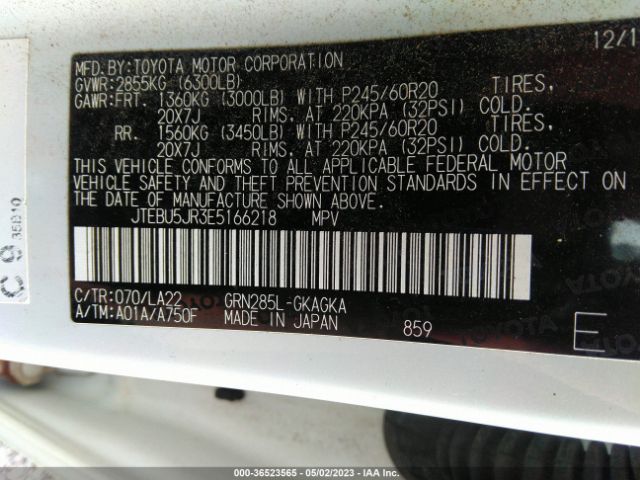 12/1
MFD. BY:TOYOTA MOTOR CORPORATION
GVWR:2855KG (6300LB)
GAWR:FRT. 1360KG (3000LB) WITH P245/60R20 TIRES,
20X7J RIMS, AT 220KPA (32PSI) COLD.
RR. 1560KG (3450LB) WITH P245/60R20 TIRES,
20X7J RIMS, AT 220KPA (32PSI) COLD.
THIS VEHICLE CONFORMS TO ALL APPLICABLE FEDERAL MOTOR
VEHICLE SAFETY AND THEFT PREVENTION STANDARDS IN EFFECT ON
THE DATE OF MANUFACTURE SHOWN ABOVE.
JTEBU5JR3E5166218 MPV
C/TR:070/LA22 GRN285L-GKAGKA
A/TM:A01A/A750F MADE IN JAPAN 859
E
C 9
000-36523565 - 05/02/2023 - IAA Inc.